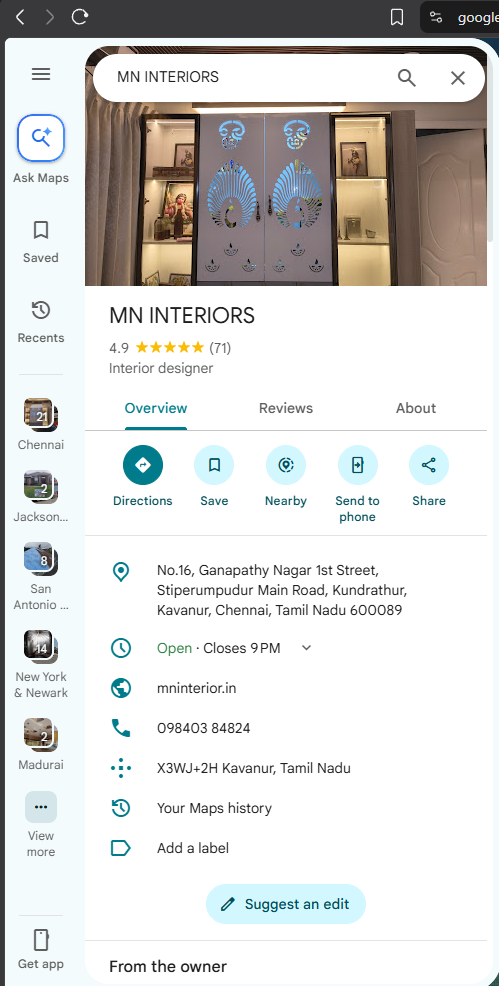 google
MN INTERIORS
Ask Maps
Saved
Recents
21
Chennai
2
Jackson...
8
San
Antonio ...
14
New York
& Newark
2
Madurai
View
more
Get app
MN INTERIORS
4.9 (71)
Interior designer
Overview Reviews About
Directions Save Nearby Send to
phone Share
No.16, Ganapathy Nagar 1st Street,
Stiperumpudur Main Road, Kundrathur,
Kavanur, Chennai, Tamil Nadu 600089
Open · Closes 9 PM
mninterior.in
098403 84824
X3WJ+2H Kavanur, Tamil Nadu
Your Maps history
Add a label
Suggest an edit
From the owner